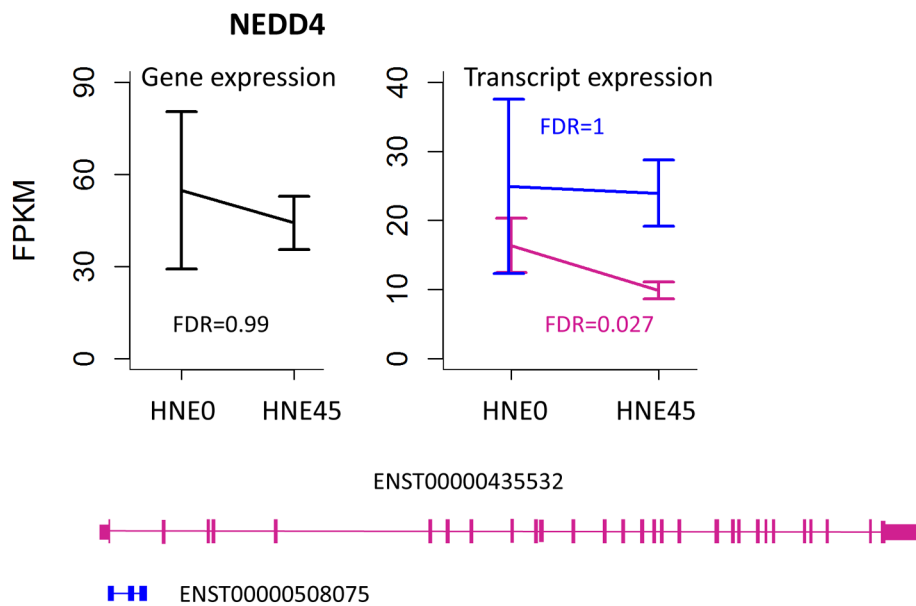 NEDD4
Gene expression
Transcript expression
FPKM
90
60
30
0
FDR=0.99
HNE0
HNE45
40
30
20
10
0
FDR=1
FDR=0.027
HNE0
HNE45
ENST00000435532
ENST00000508075